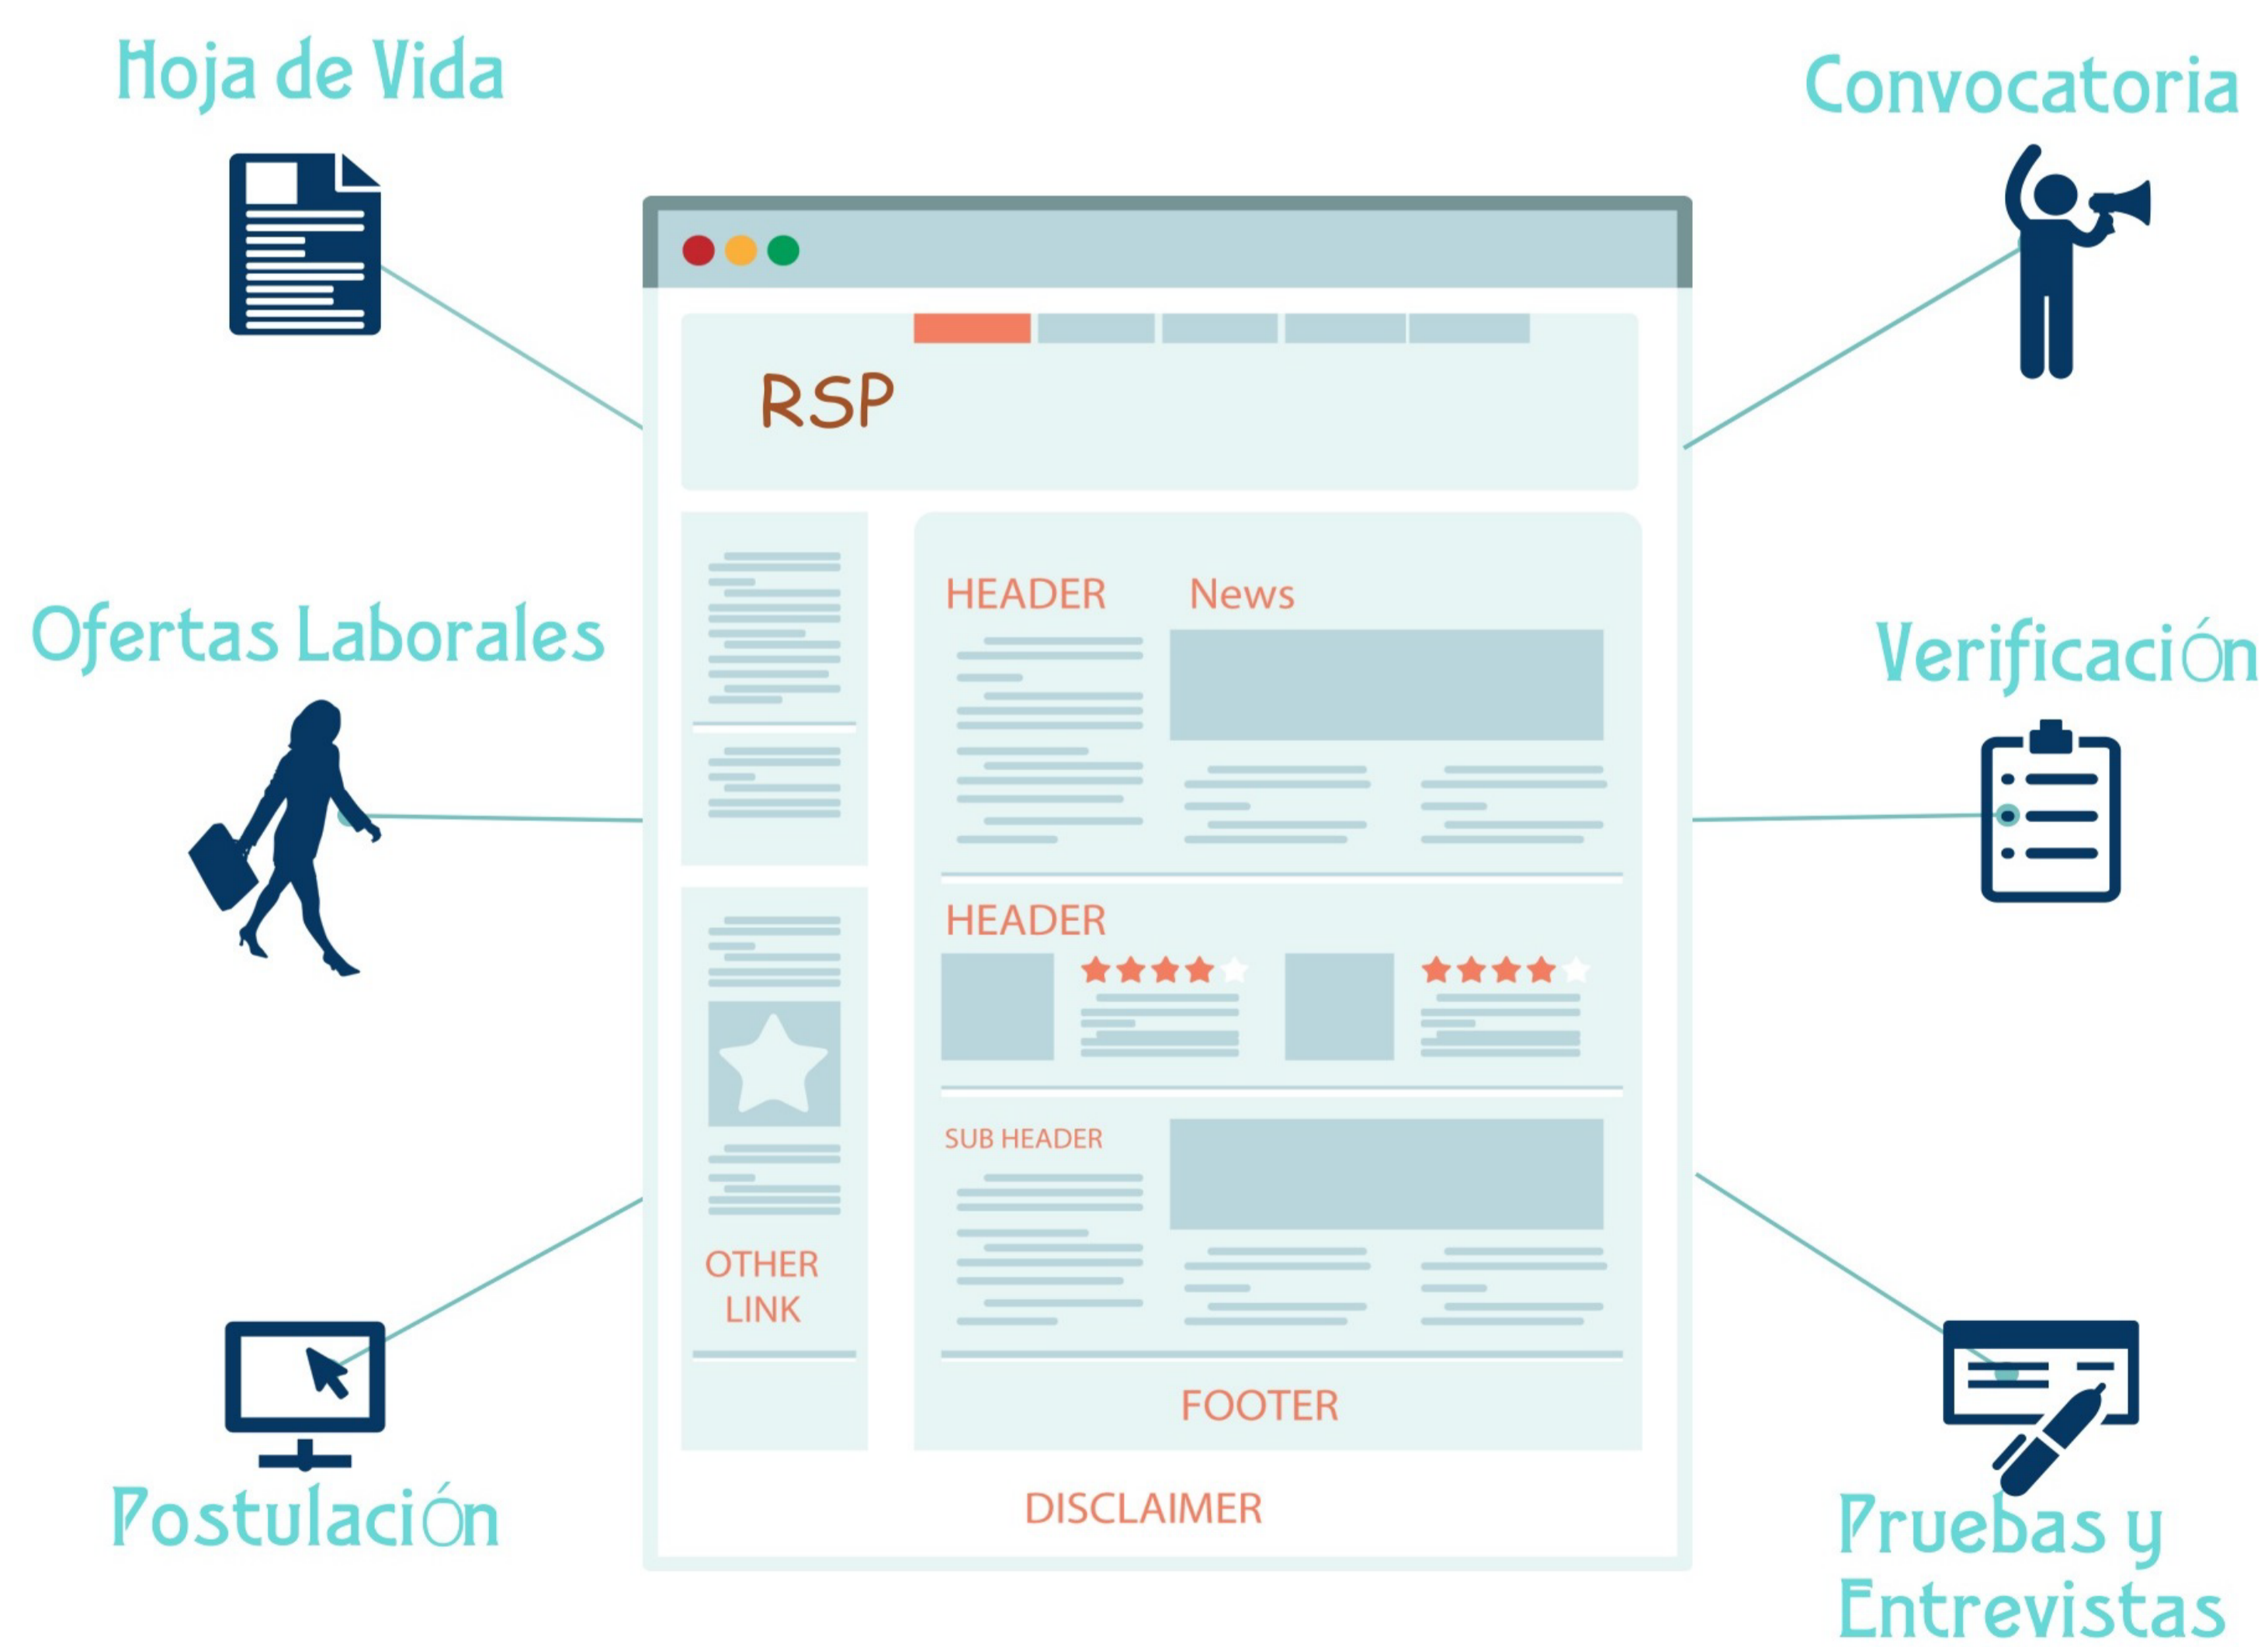 Hoja de Vida
Convocatoria
RSP
Ofertas Laborales
HEADER
News
Verificación
HEADER
SUB HEADER
OTHER
LINK
FOOTER
Postulación
DISCLAIMER
Pruebas y
Entrevistas